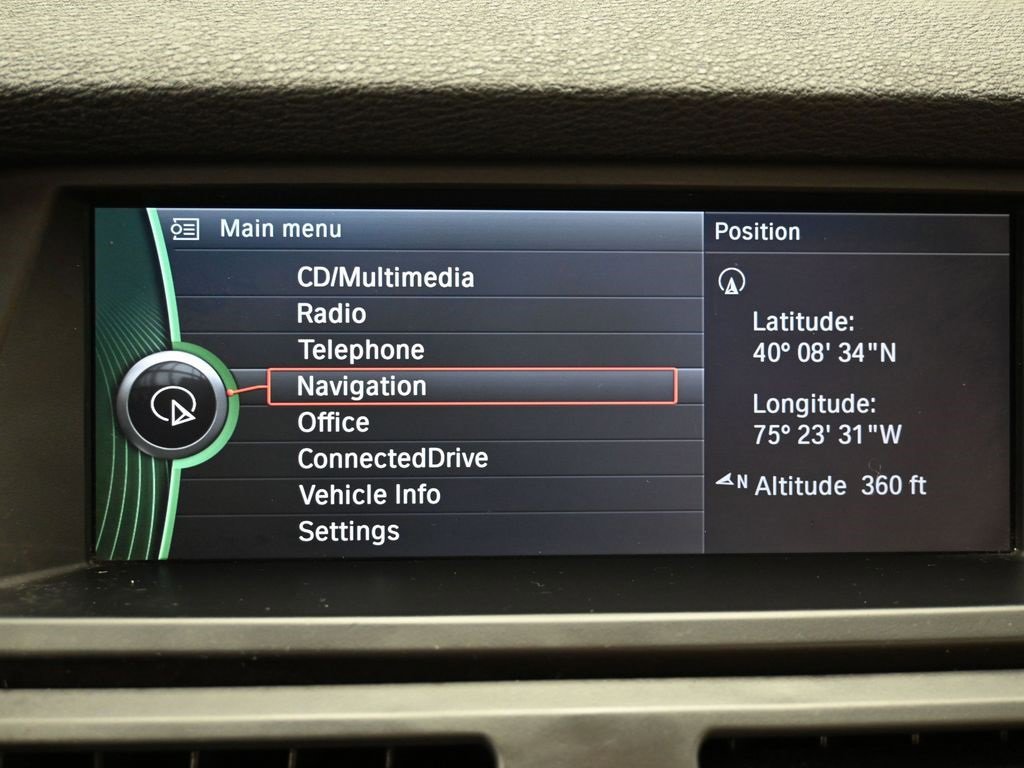 Main menu
CD/Multimedia
Radio
Telephone
Navigation
Office
ConnectedDrive
Vehicle Info
Settings
Position
Latitude:
40° 08' 34"N
Longitude:
75° 23' 31"W
N Altitude 360 ft